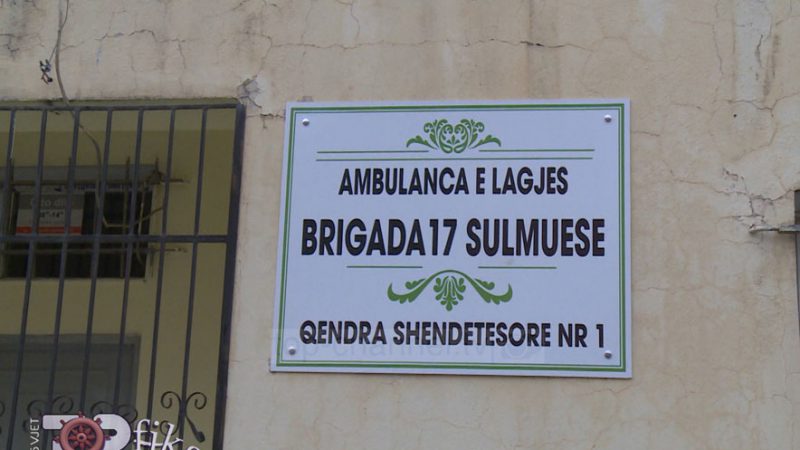 AMBULANCA E LAGJES
BRIGADA17 SULMUESE
QENDRA SHENDETESORE NR 1